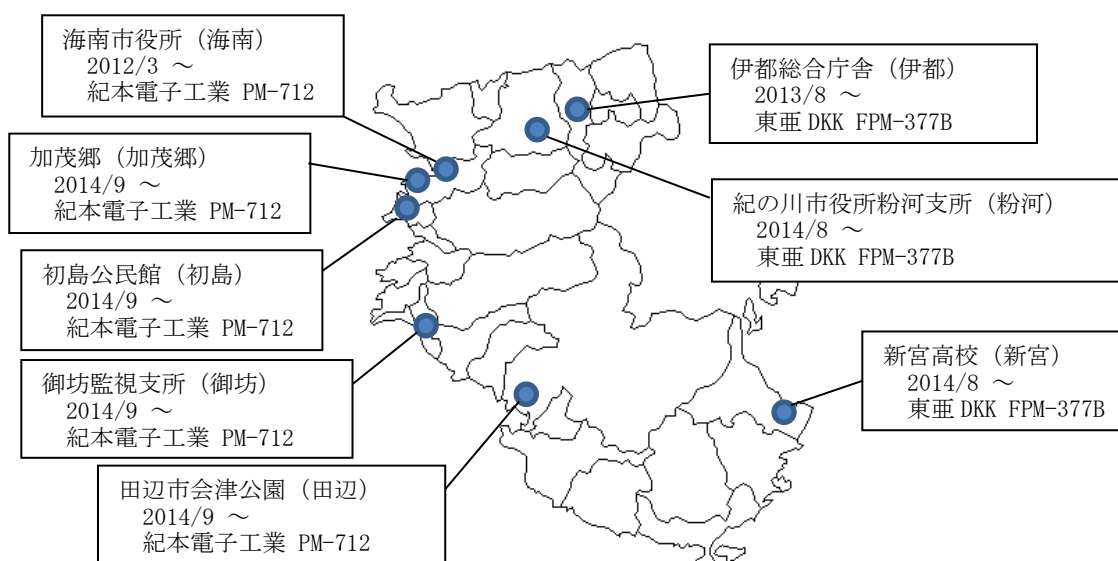 海南市役所（海南）
2012/3 ～
紀本電子工業 PM-712
加茂郷（加茂郷）
2014/9 ～
紀本電子工業 PM-712
初島公民館（初島）
2014/9 ～
紀本電子工業 PM-712
御坊監視支所（御坊）
2014/9 ～
紀本電子工業 PM-712
田辺市会津公園（田辺）
2014/9 ～
紀本電子工業 PM-712
伊都総合庁舎（伊都）
2013/8 ～
東亜 DKK FPM-377B
紀の川市役所粉河支所（粉河）
2014/8 ～
東亜 DKK FPM-377B
新宮高校（新宮）
2014/8 ～
東亜 DKK FPM-377B